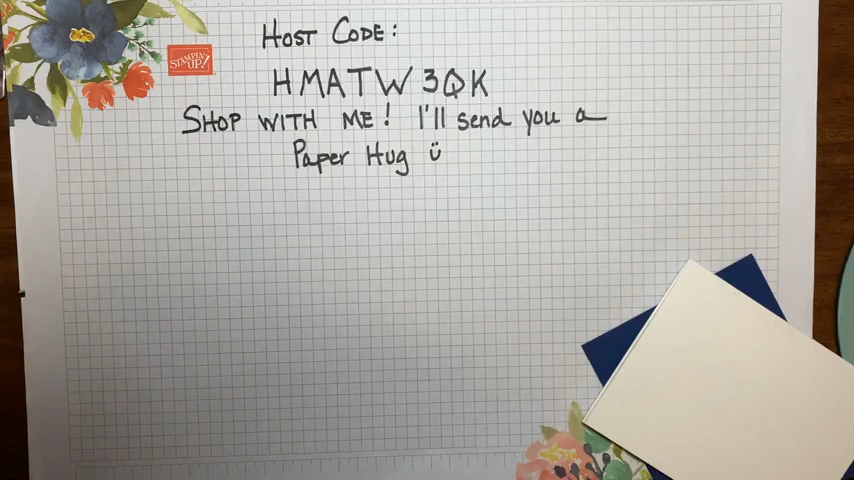 Host Code:
STAMPIN' UP!
HMATW3QK
Shop with me! I'll send you a
Paper Hug ü